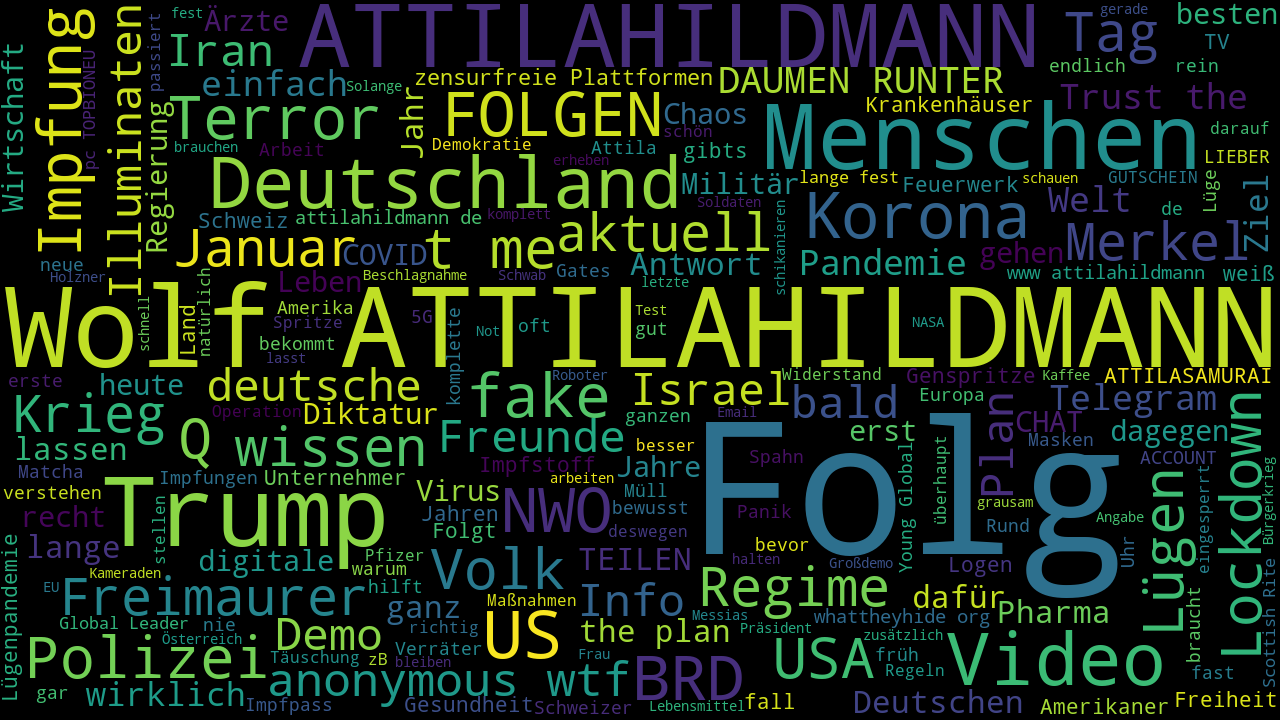 fest Ärzte ATTILAHILDMANN gerade Tag besten
Wirtschaft Impfung Illuminaten passiert Iran TV
einfach Solange zensurfreie Plattformen DAUMEN RUNTER endlich rein
pc TOPBIONEU Terror Jahr FOLGEN Chaos Krankenhäuser Trust the
Regierung brauchen Arbeit Demokratie Attila schön Menschen darauf
Deutschland erheben gibts LIEBER
Militär lange fest Feuerwerk schauen GUTSCHEIN Lüge Ziel
Schweiz attilahildmann de komplett Soldaten Korona Welt de
neue Januar COVID t me aktuell schikanieren Pandemie gehen Merkel
Holzner Leben Beschlagnahme Schwab Gates Antwort www attilahildmann weiß
letzte
Wolf ATTILAHILDMANN
schnell Land natürlich Amerika Spritze 5G Not oft Test gut NASA
bekommt lasst komplette
erste heute deutsche fake Roboter Israel Widerstand Genspritze Kaffee ATTILASAMURAI
Krieg Operation Diktatur ganzen Email bald Europa Plan Telegram
lassen Q wissen Freunde besser Folg erst CHAT Masken dagegen
Matcha Impfungen Unternehmer Impfstoff arbeiten Jahre Spahn ACCOUNT Lockdown
verstehen Trump Virus NWO Müll Panik überhaupt grausam
recht stellen Jahren bewusst Young Global Rund Angabe eingesperrt Bürgerkrieg
lange Folgt deswegen bevor Uhr Lügen
digitale Pfizer warum Volk TEILEN halten Großdemo Logen
Lügenpandemie Kameraden
EU Freimaurer hilft Maßnahmen Info Regime dafür Pharma
Global Leader nie ganz richtig US the plan Messias Präsident whattheyhide org braucht
Polizei Österreich Demo Verräter Frau USA zusätzlich früh Video Scottish Rite
Täuschung zB bleiben anonymous wtf BRD Regeln fast
gar wirklich Impfpass Gesundheit Schweizer Lebensmittel fall Deutschen Amerikaner Freiheit